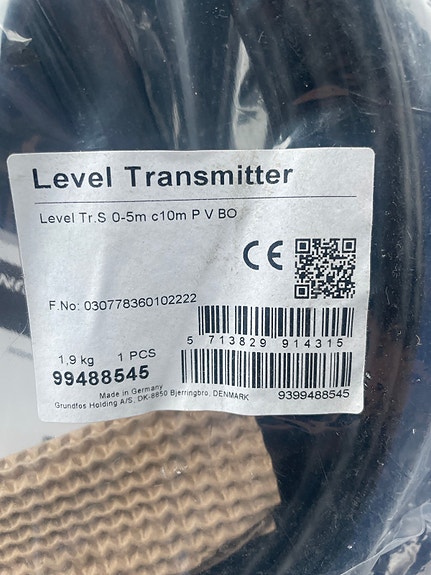 Level Transmitter
Level Tr.S 0-5m c10m P V BO
CE
F.No: 030778360102222
5 713829 914315
1,9 kg 1 PCS
99488545
Made in Germany
Grundfos Holding A/S, DK-8850 Bjerringbro, DENMARK
9399488545